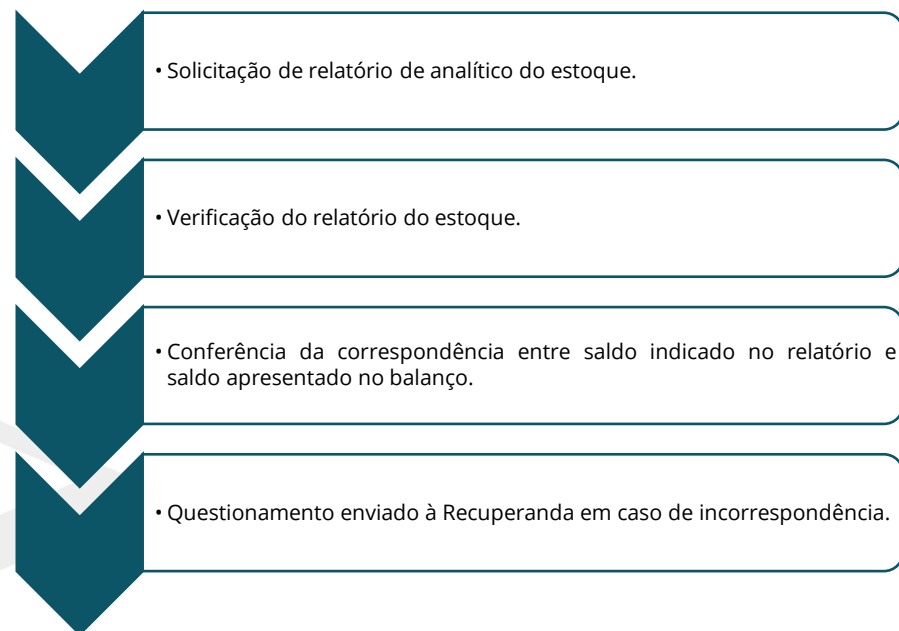 • Solicitação de relatório de analítico do estoque.
• Verificação do relatório do estoque.
• Conferência da correspondência entre saldo indicado no relatório e
saldo apresentado no balanço.
• Questionamento enviado à Recuperanda em caso de incorrespondência.